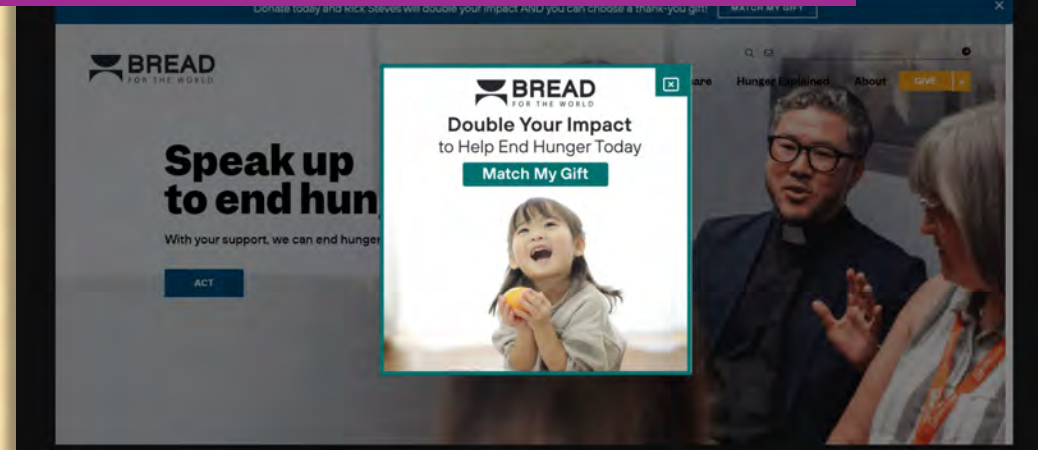 Donate today and Rick Steves will double your impact AND you can choose a thank-you gift!
MATCH MY GIFT
BREAD
FOR THE WORLD
Hunger Explained
About
GIVE
Speak up
to end hun
With your support, we can end hunger
ACT
BREAD
FOR THE WORLD
Double Your Impact
to Help End Hunger Today
Match My Gift